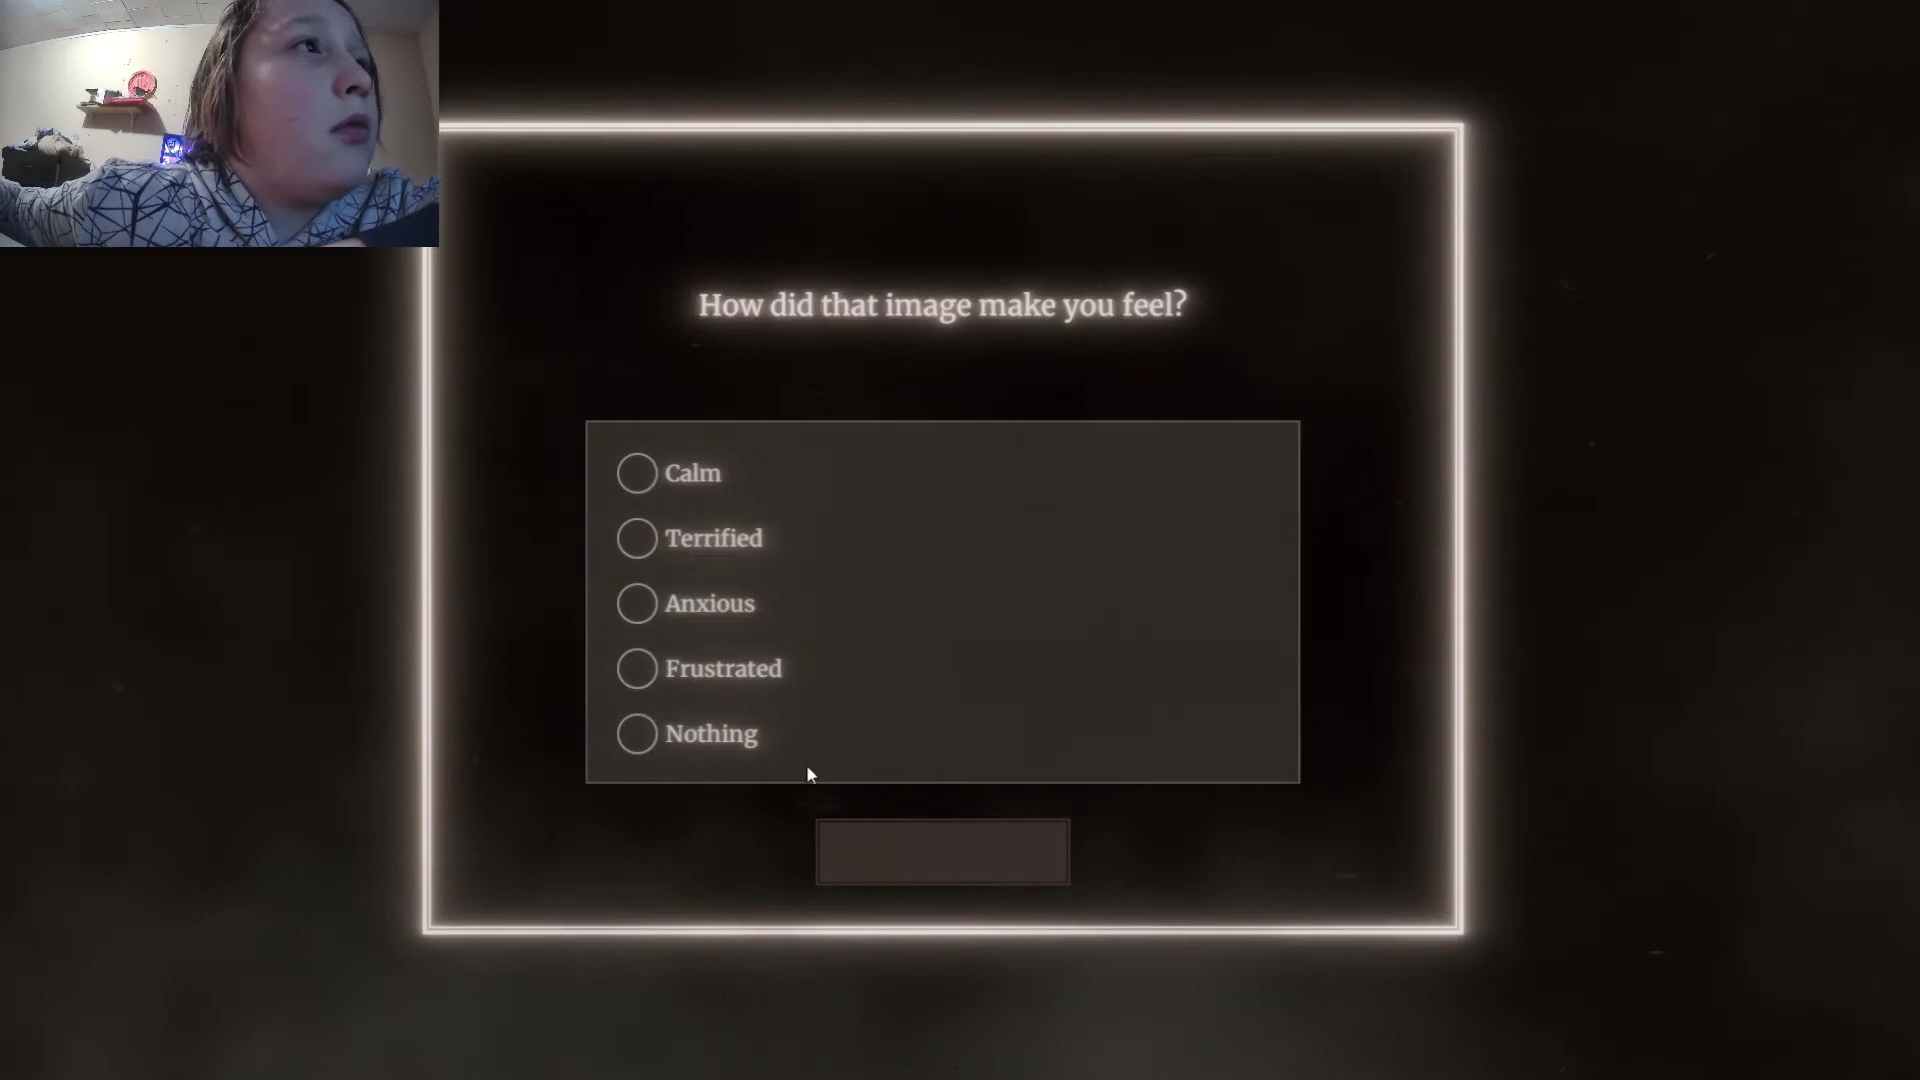 How did that image make you feel?
Calm
Terrified
Anxious
Frustrated
Nothing